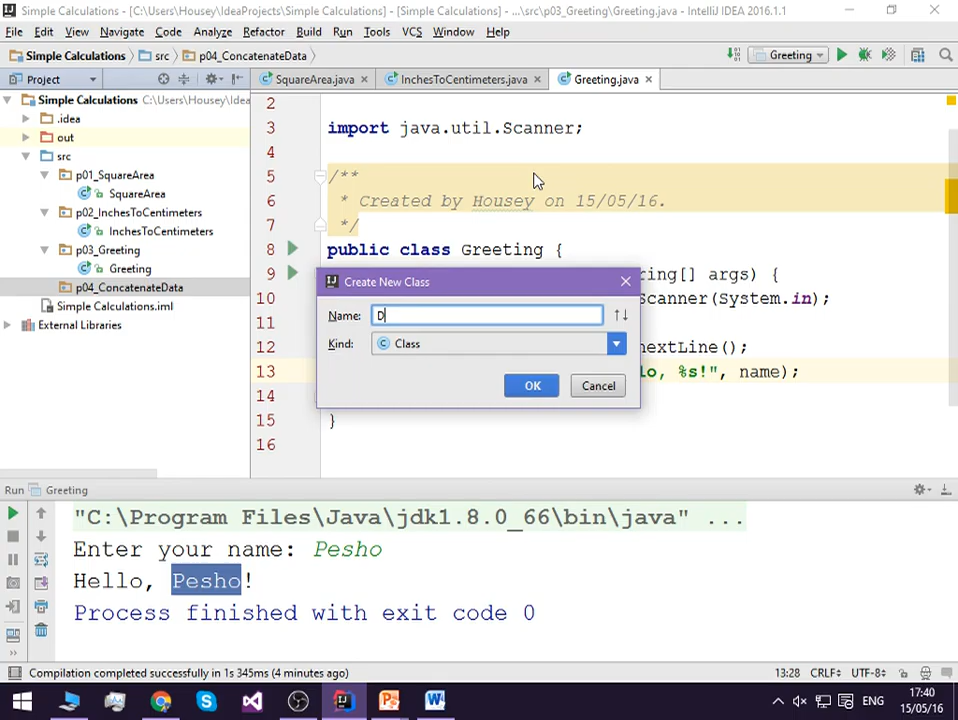 Simple Calculations - [C:\Users\Housey\IdeaProjects\Simple Calculations] - [Simple Calculations] - ...\src\p03_Greeting\Greeting.java - IntelliJ IDEA 2016.1.1
File Edit View Navigate Code Analyze Refactor Build Run Tools VCS Window Help
Simple Calculations src p04_ConcatenateData Greeting
Project SquareArea.java InchesToCentimeters.java Greeting.java
Simple Calculations C:\Users\Housey\Idea
.idea
out
src
p01_SquareArea
SquareArea
p02_InchesToCentimeters
InchesToCentimeters
p03_Greeting
Greeting
p04_ConcatenateData
Simple Calculations.iml
External Libraries
2
3 import java.util.Scanner;
4
5 /**
6 * Created by Housey on 15/05/16.
7 */
8 public class Greeting {
9 ring[] args) {
10 Scanner(System.in);
11
12 nextLine();
13 lo, %s!", name);
14
15 }
16
Create New Class
Name: D
Kind: Class
OK Cancel
Run Greeting
"C:\Program Files\Java\jdk1.8.0_66\bin\java" ...
Enter your name: Pesho
Hello, Pesho!
Process finished with exit code 0
Compilation completed successfully in 1s 345ms (4 minutes ago) 13:28 CRLF÷ UTF-8÷
ENG 17:40
15/05/16